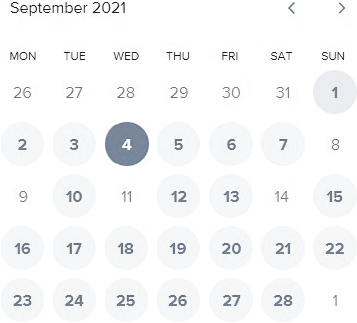 September 2021
MON TUE WED THU FRI SAT SUN
26 27 28 29 30 31 1
2 3 4 5 6 7 8
9 10 11 12 13 14 15
16 17 18 19 20 21 22
23 24 25 26 27 28 1